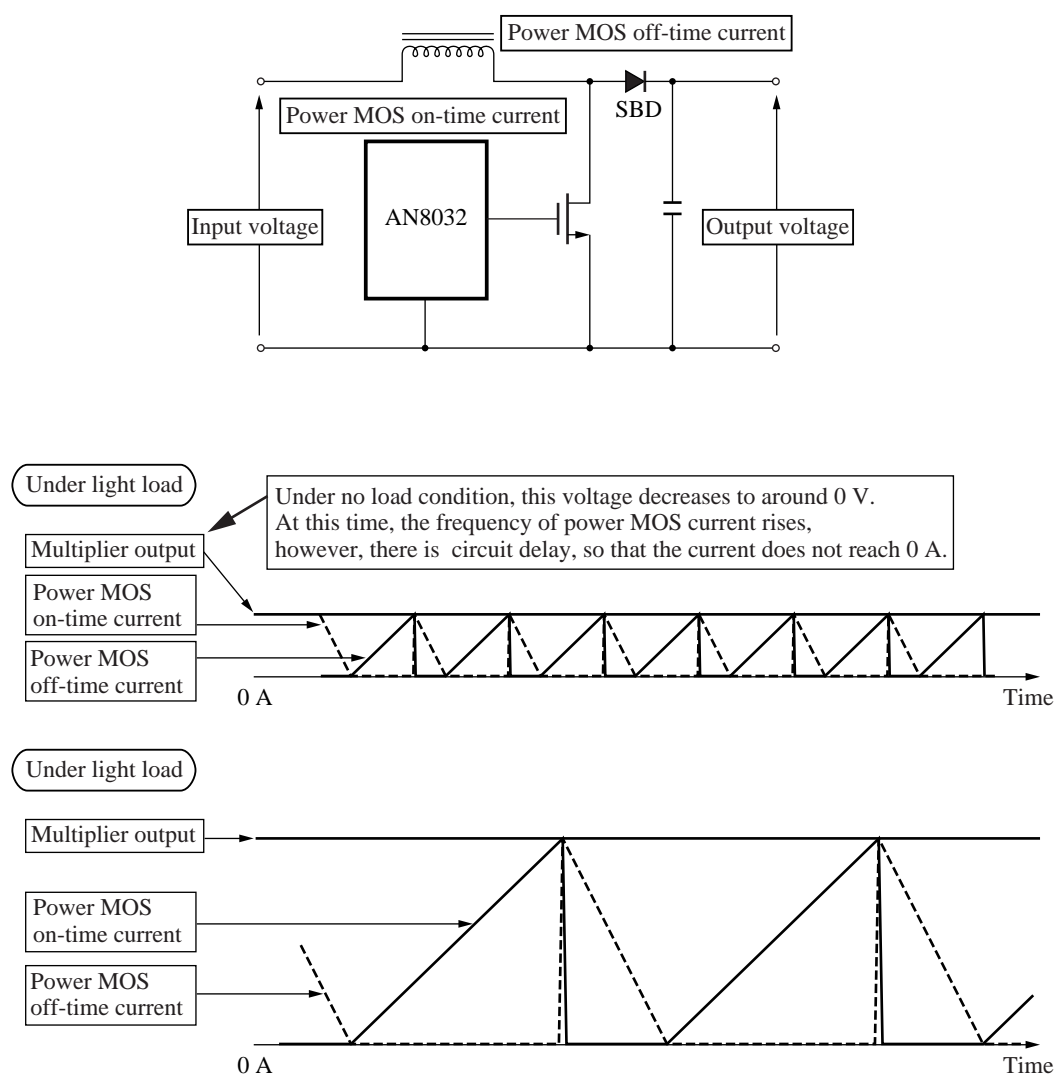 Power MOS off-time current
SBD
Power MOS on-time current
AN8032
Input voltage
Output voltage
Under light load
Under no load condition, this voltage decreases to around 0 V.
At this time, the frequency of power MOS current rises,
however, there is circuit delay, so that the current does not reach 0 A.
Multiplier output
Power MOS
on-time current
Power MOS
off-time current
0 A
Time
Under light load
Multiplier output
Power MOS
on-time current
Power MOS
off-time current
0 A
Time